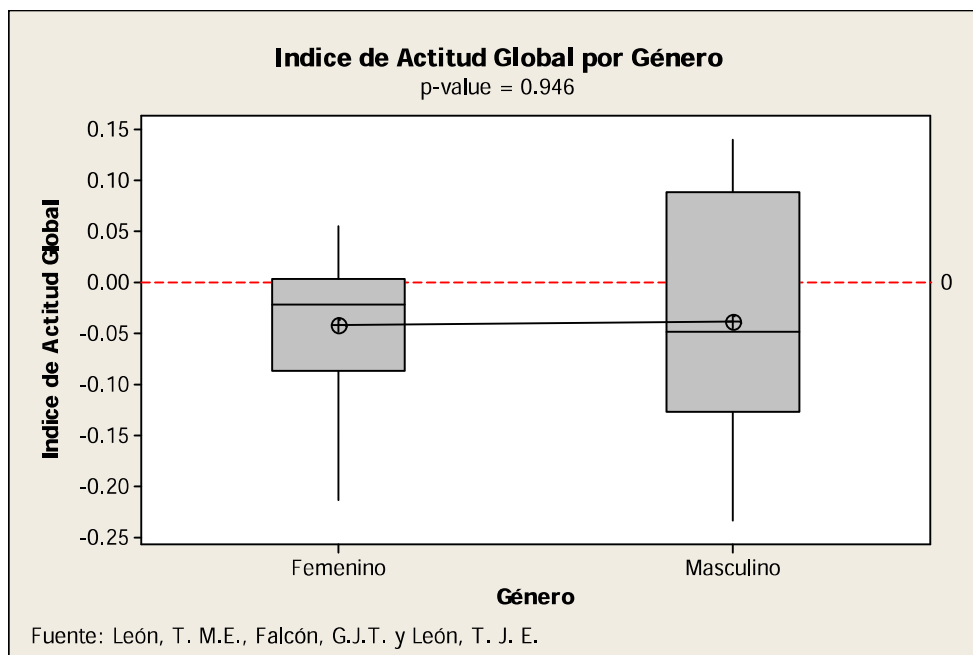 Indice de Actitud Global por Género
p-value = 0.946
Indice de Actitud Global
0.15
0.10
0.05
0.00
-0.05
-0.10
-0.15
-0.20
-0.25
0
Femenino
Masculino
Género
Fuente: León, T. M.E., Falcón, G.J.T. y León, T. J. E.